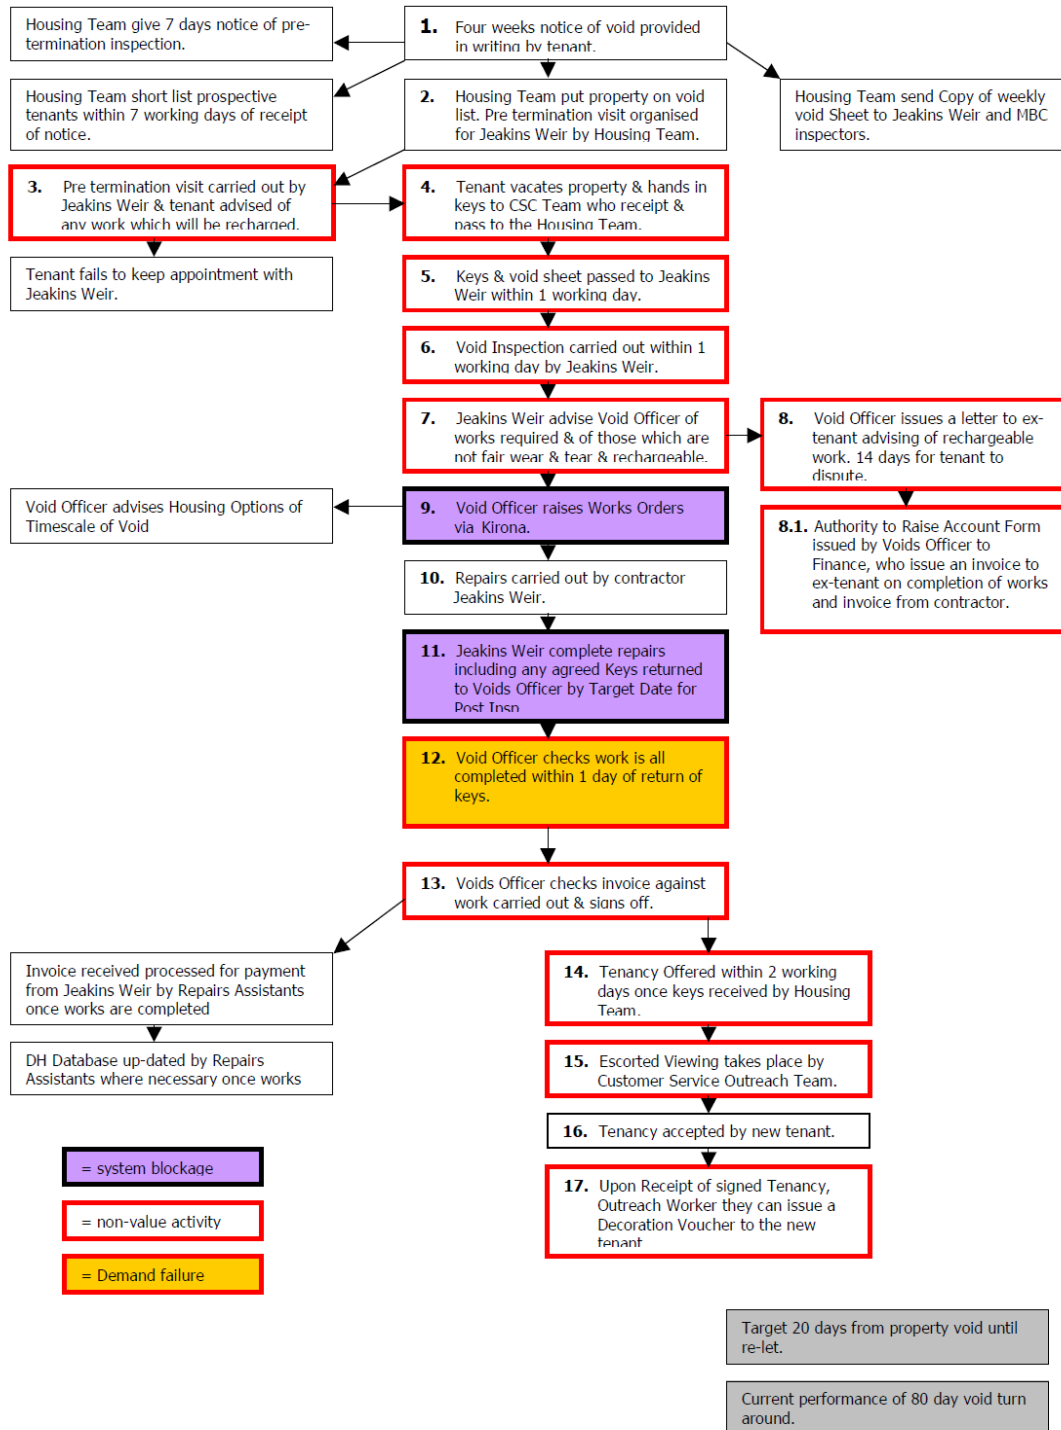 Housing Team give 7 days notice of pre-
termination inspection.
1. Four weeks notice of void provided
in writing by tenant.
Housing Team short list prospective
tenants within 7 working days of receipt
of notice.
2. Housing Team put property on void
list. Pre termination visit organised
for Jeakins Weir by Housing Team.
Housing Team send Copy of weekly
void Sheet to Jeakins Weir and MBC
inspectors.
3. Pre termination visit carried out by
Jeakins Weir & tenant advised of
any work which will be recharged.
4. Tenant vacates property & hands in
keys to CSC Team who receipt &
pass to the Housing Team.
Tenant fails to keep appointment with
Jeakins Weir.
5. Keys & void sheet passed to Jeakins
Weir within 1 working day.
6. Void Inspection carried out within 1
working day by Jeakins Weir.
7. Jeakins Weir advise Void Officer of
works required & of those which are
not fair wear & tear & rechargeable.
8. Void Officer issues a letter to ex-
tenant advising of rechargeable
work. 14 days for tenant to
dispute.
Void Officer advises Housing Options of
Timescale of Void
9. Void Officer raises Works Orders
via Kirona.
8.1. Authority to Raise Account Form
issued by Voids Officer to
Finance, who issue an invoice to
ex-tenant on completion of works
and invoice from contractor.
10. Repairs carried out by contractor
Jeakins Weir.
11. Jeakins Weir complete repairs
including any agreed Keys returned
to Voids Officer by Target Date for
Post Insp
12. Void Officer checks work is all
completed within 1 day of return of
keys.
13. Voids Officer checks invoice against
work carried out & signs off.
Invoice received processed for payment
from Jeakins Weir by Repairs Assistants
once works are completed
14. Tenancy Offered within 2 working
days once keys received by Housing
Team.
DH Database up-dated by Repairs
Assistants where necessary once works
15. Escorted Viewing takes place by
Customer Service Outreach Team.
16. Tenancy accepted by new tenant.
17. Upon Receipt of signed Tenancy,
Outreach Worker they can issue a
Decoration Voucher to the new
tenant
= system blockage
= non-value activity
= Demand failure
Target 20 days from property void until
re-let.
Current performance of 80 day void turn
around.